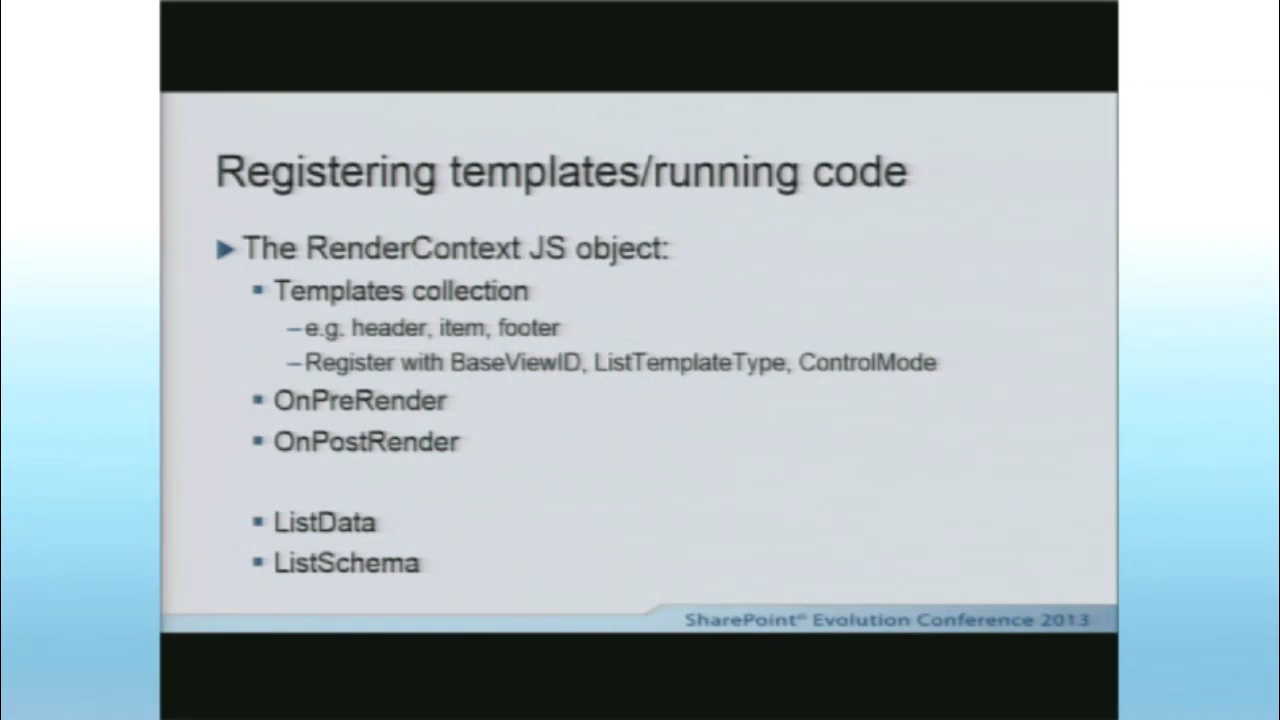 Registering templates/running code
The RenderContext JS object:
Templates collection
–e.g. header, item, footer
–Register with BaseViewID, ListTemplateType, ControlMode
OnPreRender
OnPostRender
ListData
ListSchema
SharePoint® Evolution Conference 2013